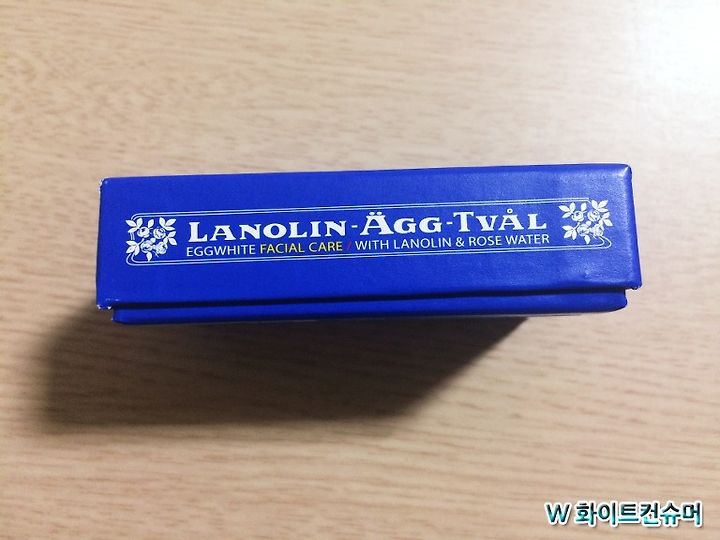 LANOLIN-ÄGG-TVÅL
EGGWHITE FACIAL CARE / WITH LANOLIN & ROSE WATER
W 화이트컨슈머